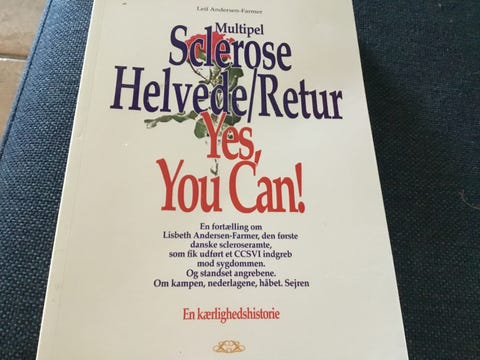 Leif Andersen-Farmer
Multipel
Sclerose
Helvede/Retur
Yes,
You Can!
En fortælling om
Lisbeth Andersen-Farmer, den første
danske scleroseramte,
som fik udført et CCSVI indgreb
mod sygdommen.
Og standset angrebene.
Om kampen, nederlagene, håbet. Sejren
En kærlighedshistorie